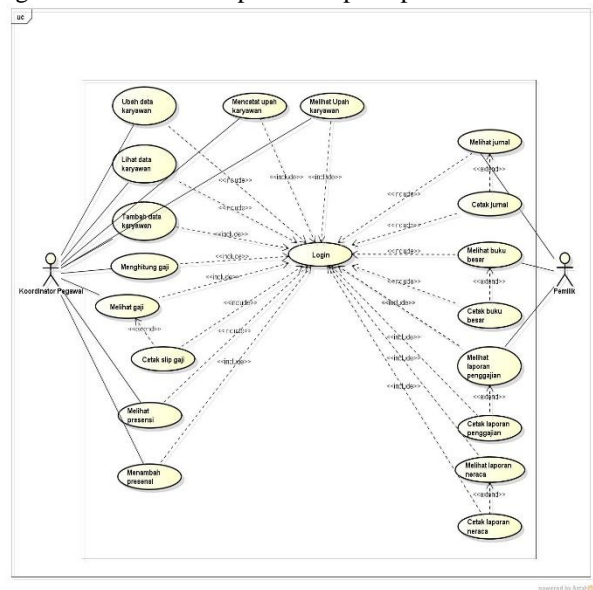 uc
Ubah data
karyawan
Mencatat upah
karyawan
Melihat Upah
karyawan
Lihat data
karyawan
Tambah data
karyawan
Menghitung gaji
Koordinator Pegawai
Melihat gaji
Cetak slip gaji
Melihat
presensi
Menambah
presensi
<<include>>
<<include>>
<<include>>
<<include>>
<<include>>
Login
<<include>>
<<include>>
<<include>>
Melihat jurnal
<<extend>>
Cetak jurnal
Melihat buku
besar
<<extend>>
Pemilik
Cetak buku
besar
Melihat
laporan
penggajian
<<extend>>
Cetak laporan
penggajian
Melihat laporan
neraca
<<extend>>
Cetak laporan
neraca
powered by Astah